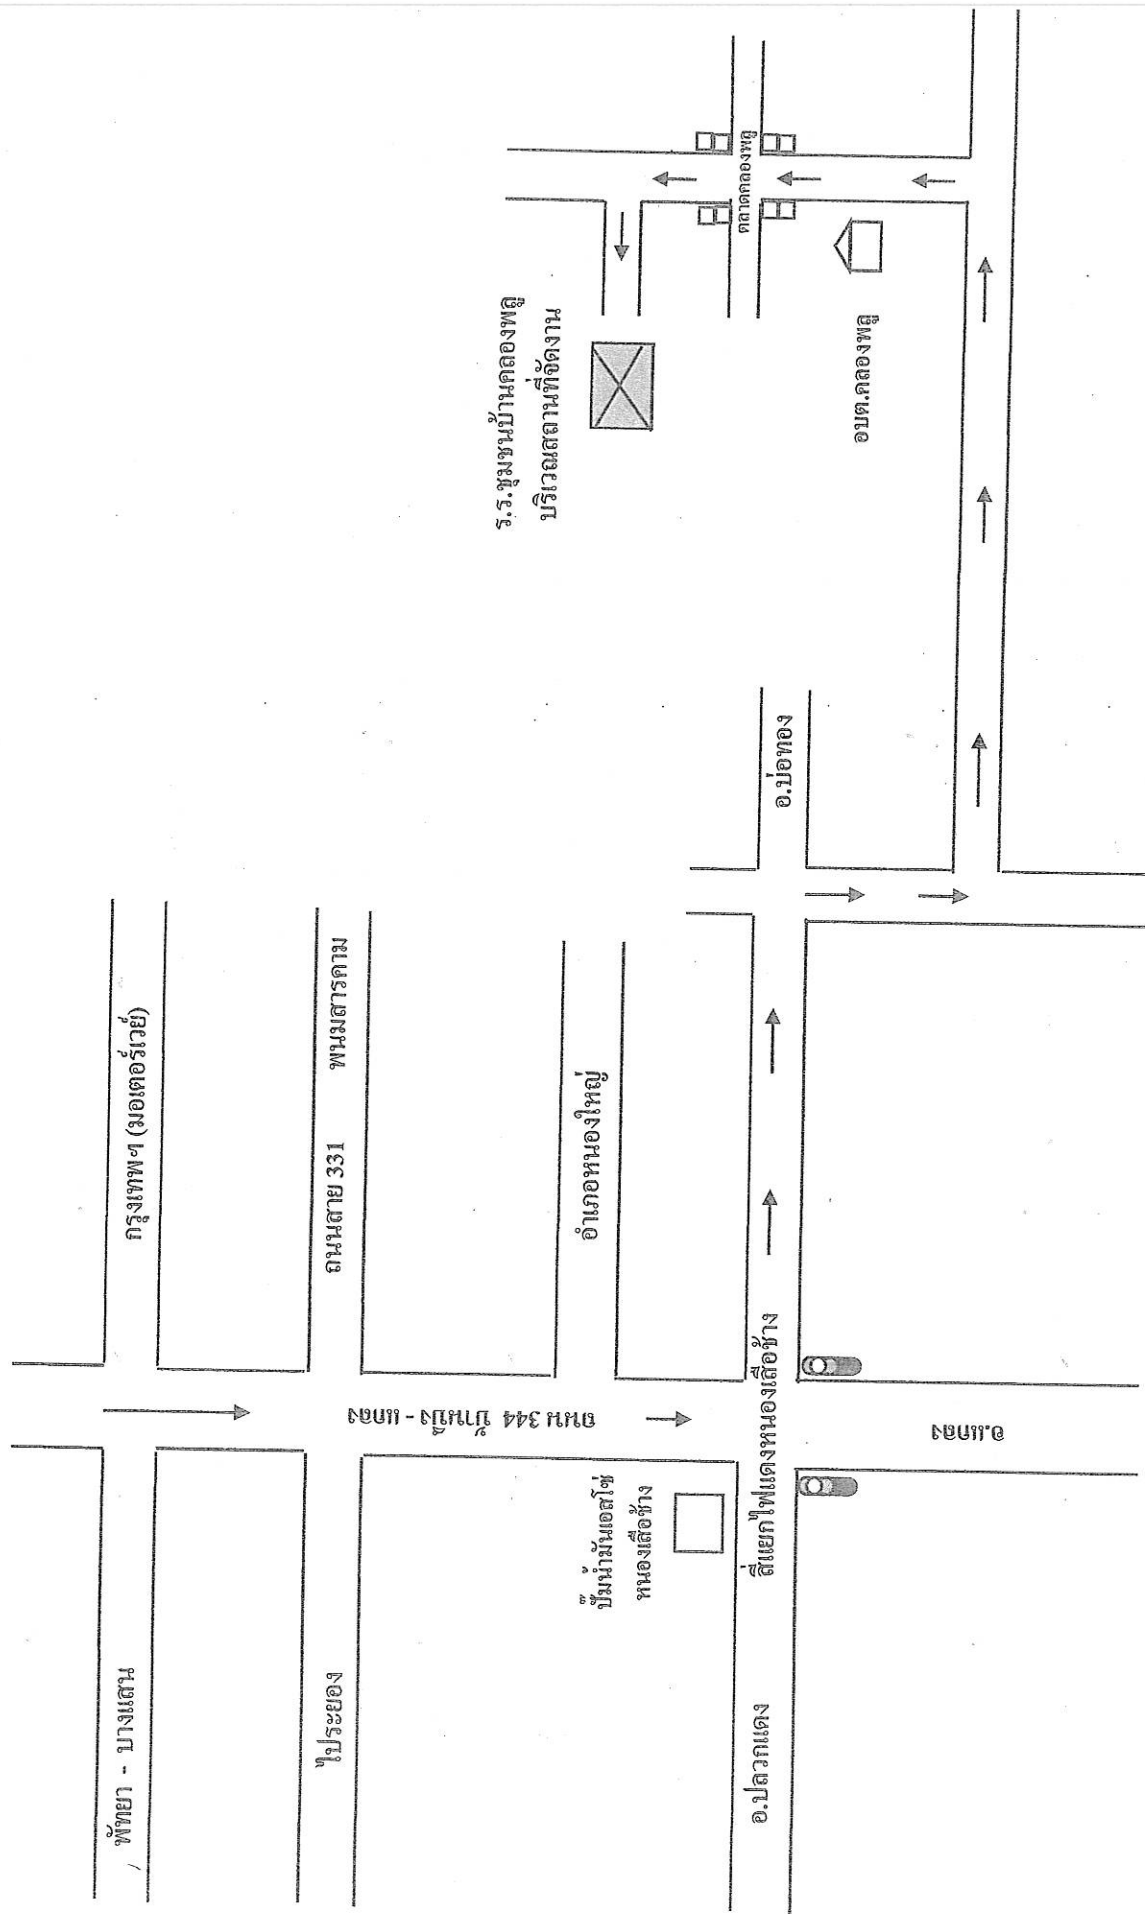 พัทยา - บางแสน
กรุงเทพฯ (มอเตอร์เวย์)
ไประยอง
ถนนสาย 331 พนมสารคาม
ถนน 344 บ้านบึง - แกลง
อำเภอหนองใหญ่
ปั๊มน้ำมันเอสโซ่
หนองเสือช้าง
อ.ปลวกแดง
สี่แยกไฟแดงหนองเสือช้าง
อ.บ่อทอง
อ.แกลง
ร.ร.ชุมชนบ้านคลองพลู
บริเวณสถานที่จัดงาน
ตลาดคลองพลู
อบต.คลองพลู